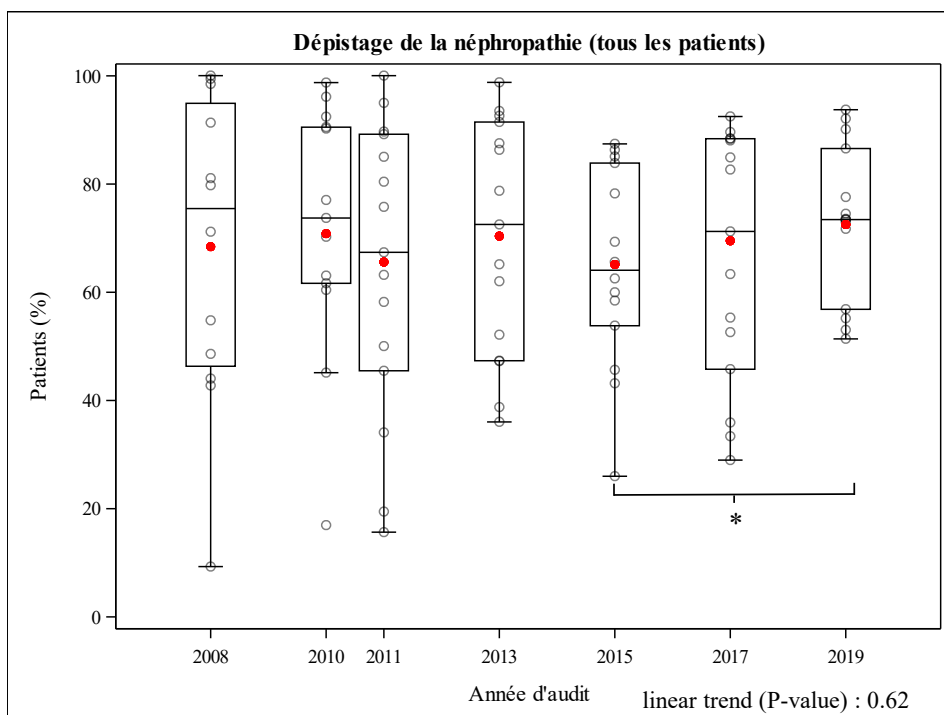 Dépistage de la néphropathie (tous les patients)
100
80
60
40
20
0
Patients (%)
*
2008 2010 2011 2013 2015 2017 2019
Année d'audit
linear trend (P-value) : 0.62